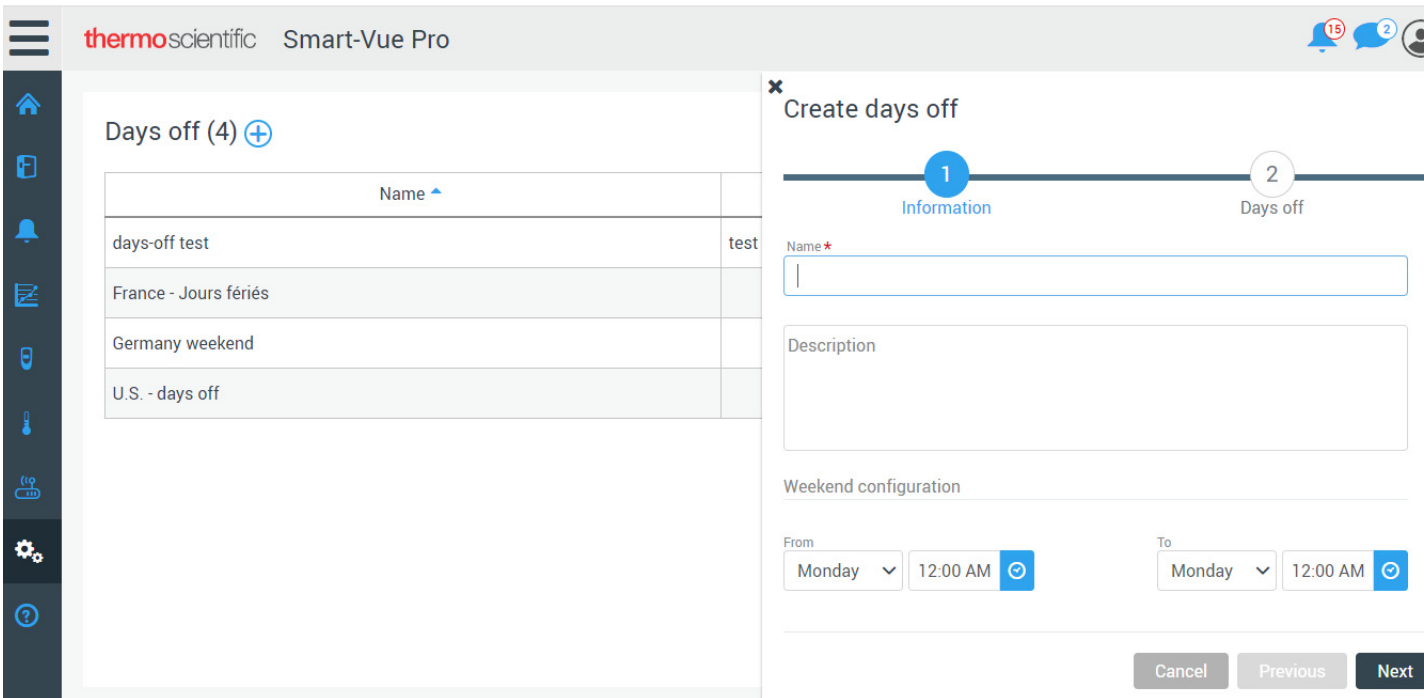 thermo scientific Smart-Vue Pro
15
2
Days off (4)
Name
days-off test
test
France - Jours fériés
Germany weekend
U.S. - days off
Create days off
1
2
Information
Days off
Name*
Description
Weekend configuration
From
To
Monday 12:00 AM
Monday 12:00 AM
Cancel Previous Next